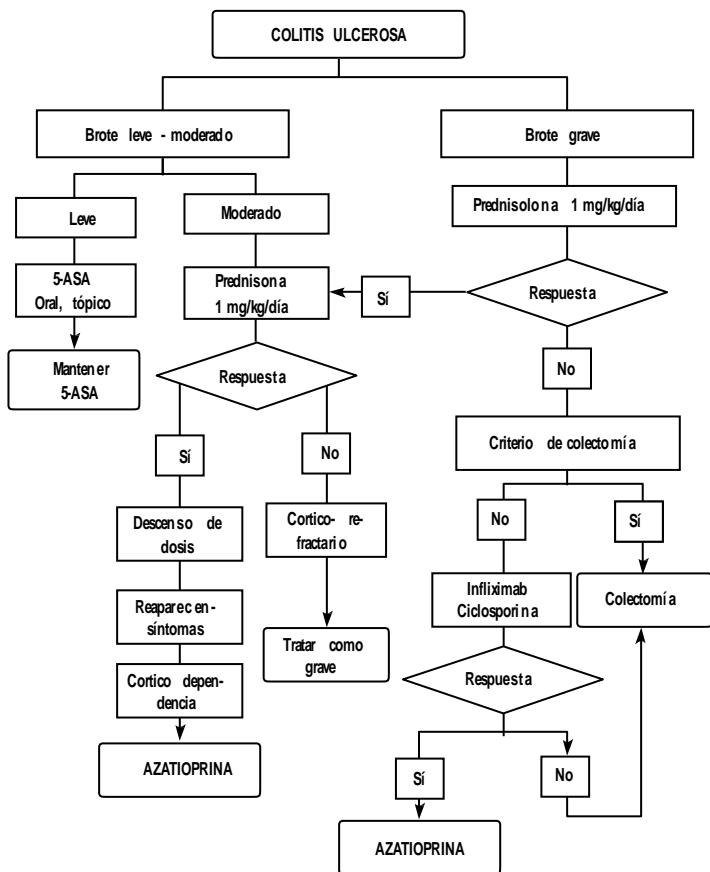 COLITIS ULCEROSA
Brote leve - moderado
Brote grave
Leve
Moderado
Prednisolona 1 mg/kg/día
5-ASA
Oral, tópico
Prednisona
1 mg/kg/día
Sí
Respuesta
Mantener
5-ASA
Respuesta
No
Sí
No
Criterio de colectomía
Descenso de
dosis
Cortico- re-
fractario
No
Sí
Reaparecen-
síntomas
Infliximab
Ciclosporina
Colectomía
Tratar como
grave
Cortico depen-
dencia
Respuesta
AZATIOPRINA
Sí
No
AZATIOPRINA